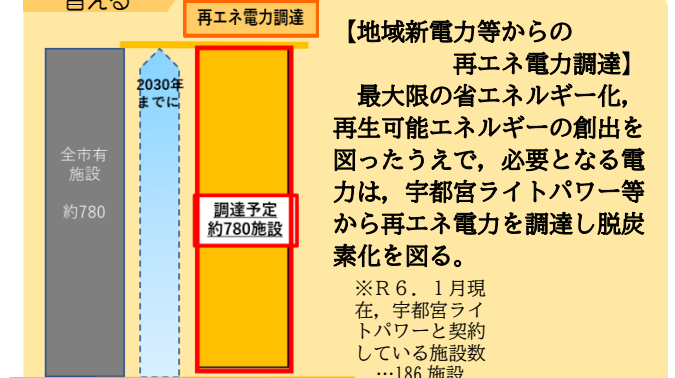 替える
再エネ電力調達
2030年
までに
全市有
施設
約780
調達予定
約780施設
【地域新電力等からの
再エネ電力調達】
最大限の省エネルギー化，
再生可能エネルギーの創出を
図ったうえで，必要となる電
力は，宇都宮ライトパワー等
から再エネ電力を調達し脱炭
素化を図る。
※Ｒ６．１月現
在，宇都宮ライ
トパワーと契約
している施設数
…186 施設